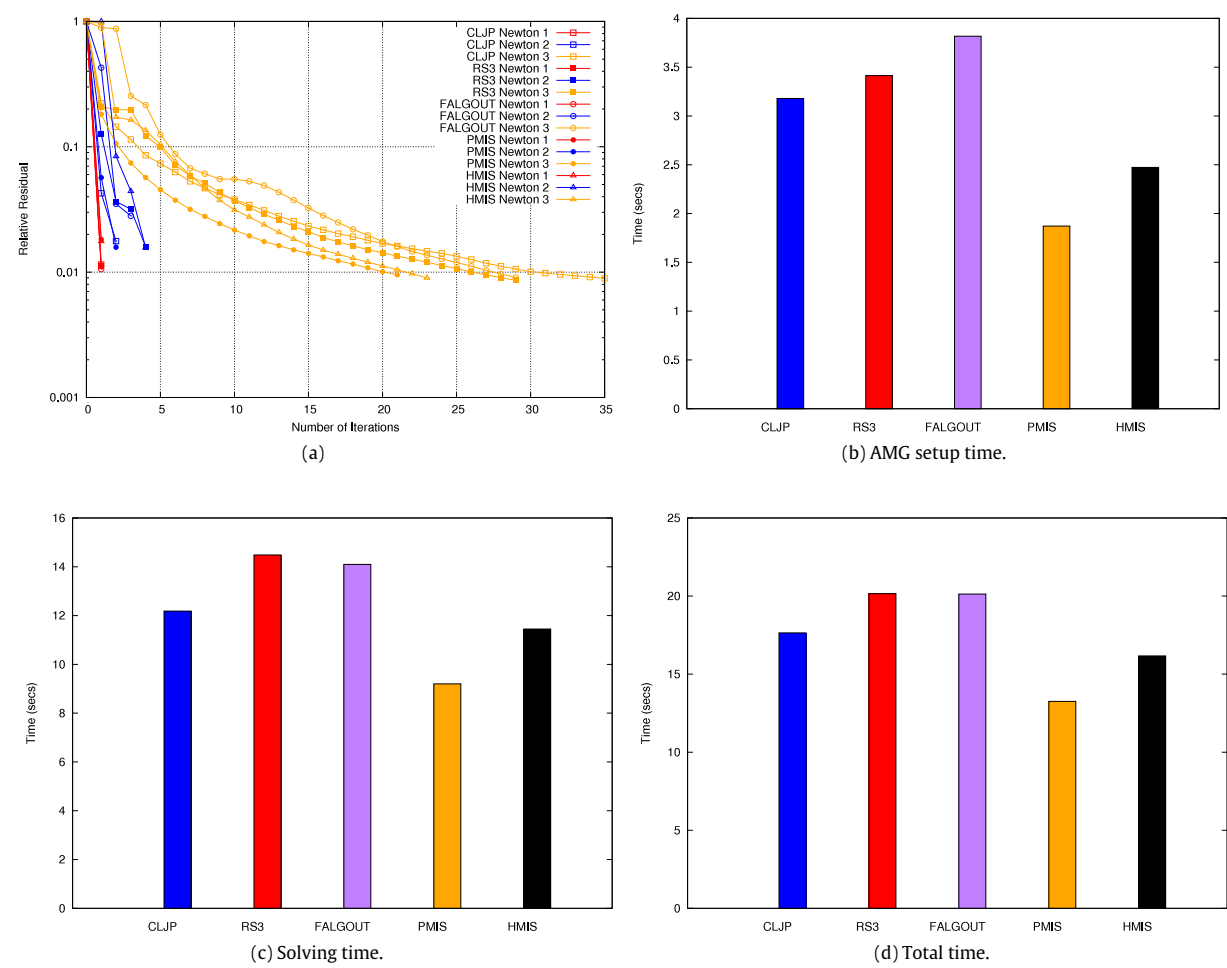 1
0.1
0.01
0.001
Relative Residual
0
5
10
15
20
25
30
35
Number of Iterations
CLJP Newton 1
CLJP Newton 2
CLJP Newton 3
RS3 Newton 1
RS3 Newton 2
RS3 Newton 3
FALGOUT Newton 1
FALGOUT Newton 2
FALGOUT Newton 3
PMIS Newton 1
PMIS Newton 2
PMIS Newton 3
HMIS Newton 1
HMIS Newton 2
HMIS Newton 3
(a)
4
3.5
3
2.5
2
1.5
1
0.5
0
Time (secs)
CLJP
RS3
FALGOUT
PMIS
HMIS
(b) AMG setup time.
16
14
12
10
8
6
4
2
0
Time (secs)
CLJP
RS3
FALGOUT
PMIS
HMIS
(c) Solving time.
25
20
15
10
5
0
Time (secs)
CLJP
RS3
FALGOUT
PMIS
HMIS
(d) Total time.